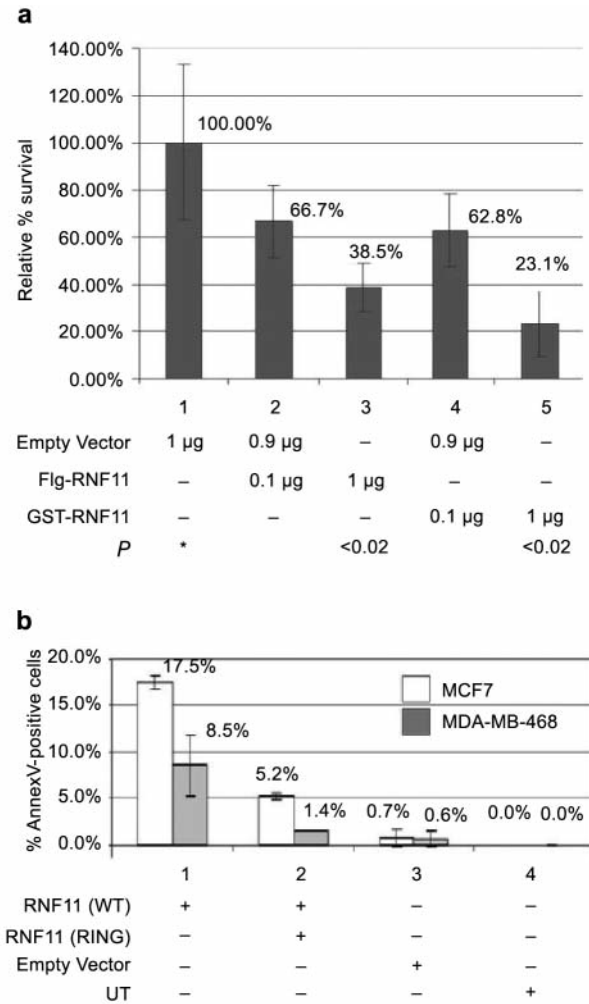 a
140.00%
120.00%
100.00%
80.00%
60.00%
40.00%
20.00%
0.00%
Relative % survival
100.00%
66.7%
38.5%
62.8%
23.1%
1 2 3 4 5
Empty Vector 1 µg 0.9 µg – 0.9 µg –
Flg-RNF11 – 0.1 µg 1 µg – –
GST-RNF11 – – – 0.1 µg 1 µg
P * <0.02 <0.02
b
20.0%
15.0%
10.0%
5.0%
0.0%
% AnnexV-positive cells
17.5%
8.5%
5.2%
1.4%
0.7%
0.6%
0.0%
0.0%
MCF7
MDA-MB-468
1 2 3 4
RNF11 (WT) + + – –
RNF11 (RING) – + – –
Empty Vector – – + –
UT – – – +